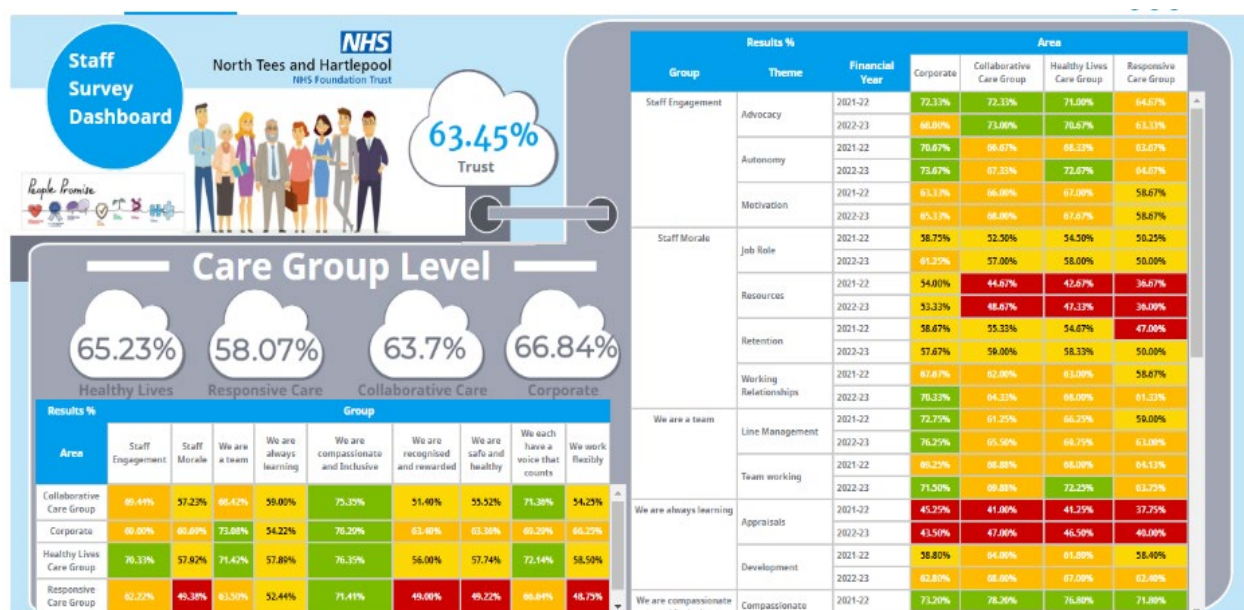 Staff
Survey
Dashboard
NHS
North Tees and Hartlepool
NHS Foundation Trust
People Promise
63.45%
Trust
Care Group Level
65.23%
58.07%
63.7%
66.84%
Healthy Lives
Responsive Care
Collaborative Care
Corporate
Results %
Group
Area
Staff Engagement
Staff Morale
We are a team
We are always learning
We are compassionate and Inclusive
We are recognised and rewarded
We are safe and healthy
We each have a voice that counts
We work flexibly
Collaborative Care Group 69.44% 57.23% 68.42% 59.00% 75.35% 51.40% 55.52% 71.38% 54.25%
Corporate 69.60% 60.69% 73.08% 54.22% 76.29% 63.40% 63.36% 69.29% 66.25%
Healthy Lives Care Group 70.33% 57.92% 71.42% 57.89% 76.35% 56.00% 57.74% 72.14% 58.50%
Responsive Care Group 62.22% 49.38% 63.50% 52.44% 71.41% 49.00% 49.22% 66.64% 48.75%
Results %
Area
Group
Theme
Financial Year
Corporate
Collaborative Care Group
Healthy Lives Care Group
Responsive Care Group
Staff Engagement
Advocacy
2021-22 72.33% 72.33% 71.00% 64.67%
2022-23 68.00% 73.00% 70.67% 63.33%
Autonomy
2021-22 70.67% 66.67% 68.33% 63.67%
2022-23 73.67% 67.33% 72.67% 64.67%
Motivation
2021-22 63.33% 66.00% 67.00% 58.67%
2022-23 65.33% 68.00% 67.67% 58.67%
Staff Morale
Job Role
2021-22 58.75% 52.50% 54.50% 50.25%
2022-23 61.25% 57.00% 58.00% 50.00%
Resources
2021-22 54.00% 44.67% 42.67% 36.67%
2022-23 53.33% 48.67% 47.33% 36.00%
Retention
2021-22 58.67% 55.33% 54.67% 47.00%
2022-23 57.67% 59.00% 58.33% 50.00%
Working Relationships
2021-22 67.67% 62.00% 63.00% 58.67%
2022-23 70.33% 64.33% 68.00% 61.33%
We are a team
Line Management
2021-22 72.75% 61.25% 66.25% 59.00%
2022-23 76.25% 65.50% 69.75% 63.00%
Team working
2021-22 69.25% 68.88% 68.00% 64.13%
2022-23 71.50% 69.88% 72.25% 63.75%
We are always learning
Appraisals
2021-22 45.25% 41.00% 41.25% 37.75%
2022-23 43.50% 47.00% 46.50% 40.00%
Development
2021-22 58.80% 64.00% 61.80% 58.40%
2022-23 62.80% 68.60% 67.00% 62.40%
We are compassionate
Compassionate
2021-22 73.20% 78.20% 76.80% 71.80%